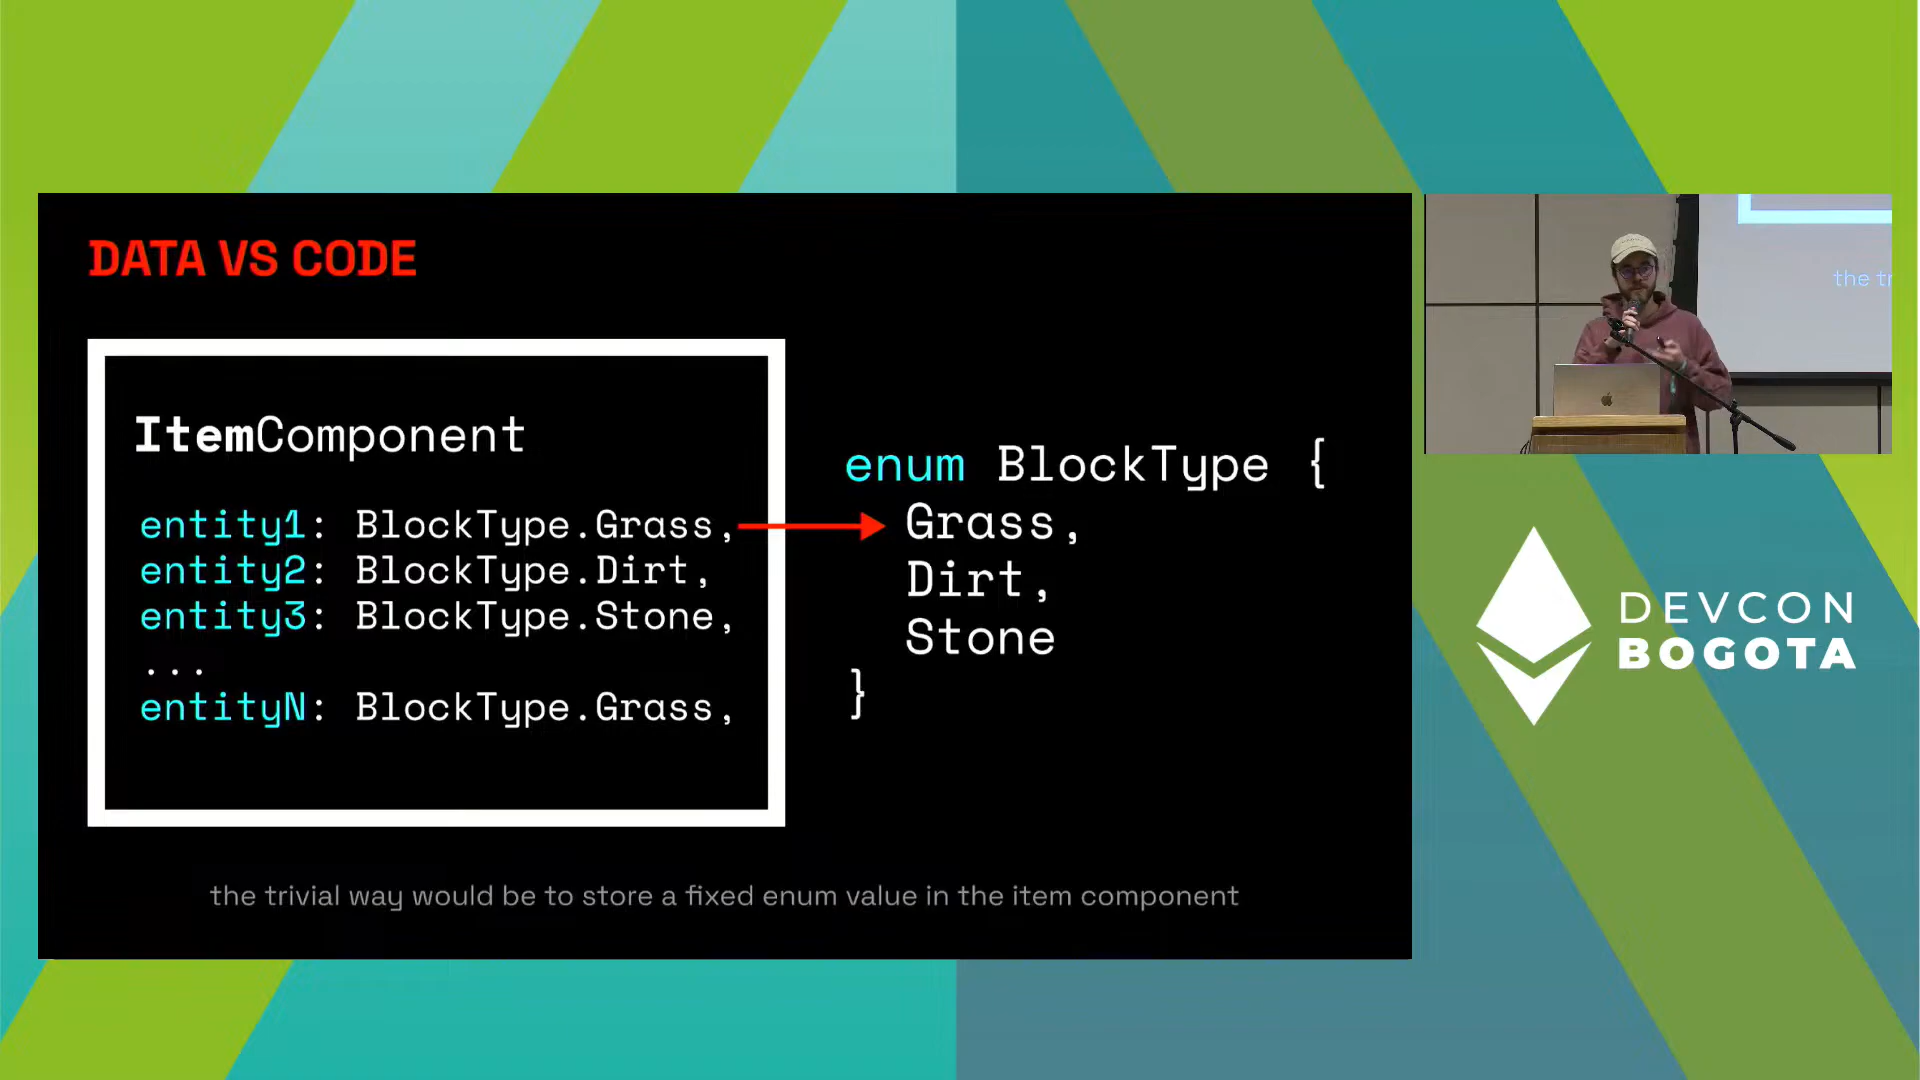 DATA VS CODE
ItemComponent
entity1: BlockType.Grass,
entity2: BlockType.Dirt,
entity3: BlockType.Stone,
...
entityN: BlockType.Grass,
enum BlockType {
Grass,
Dirt,
Stone
}
the trivial way would be to store a fixed enum value in the item component
the tr
DEVCON
BOGOTA